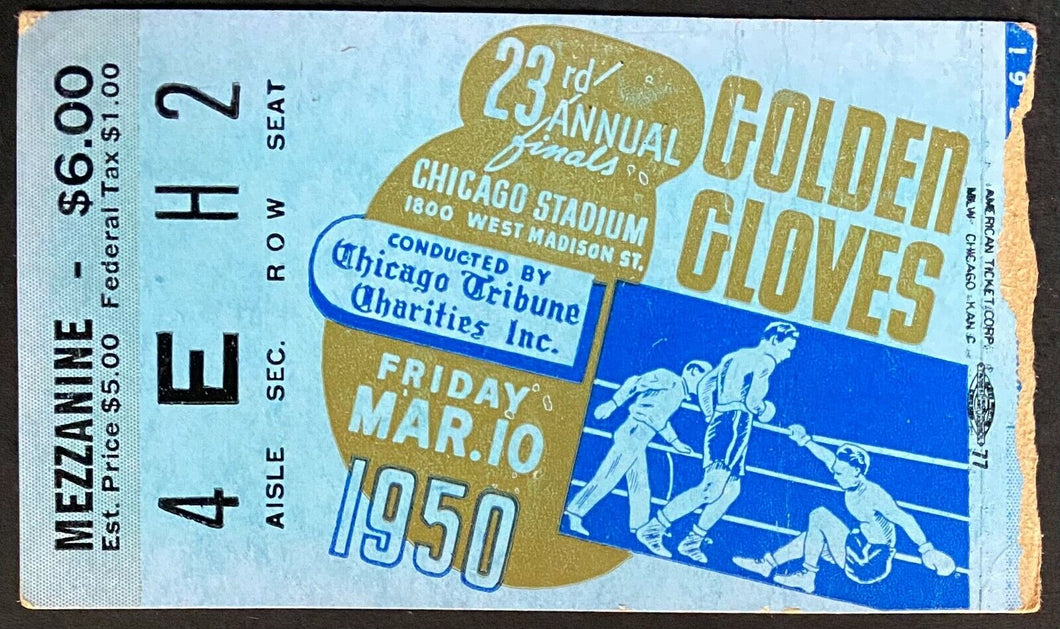 MEZZANINE - $6.00
Est. Price $5.00 Federal Tax $1.00
4 E H 2
AISLE SEC. ROW SEAT
23rd ANNUAL
finals
CHICAGO STADIUM
1800 WEST MADISON ST.
CONDUCTED BY
Chicago Tribune
Charities Inc.
FRIDAY
MAR. 10
1950
GOLDEN
GLOVES
AMERICAN TICKET CORP.
CHICAGO KAN C
77